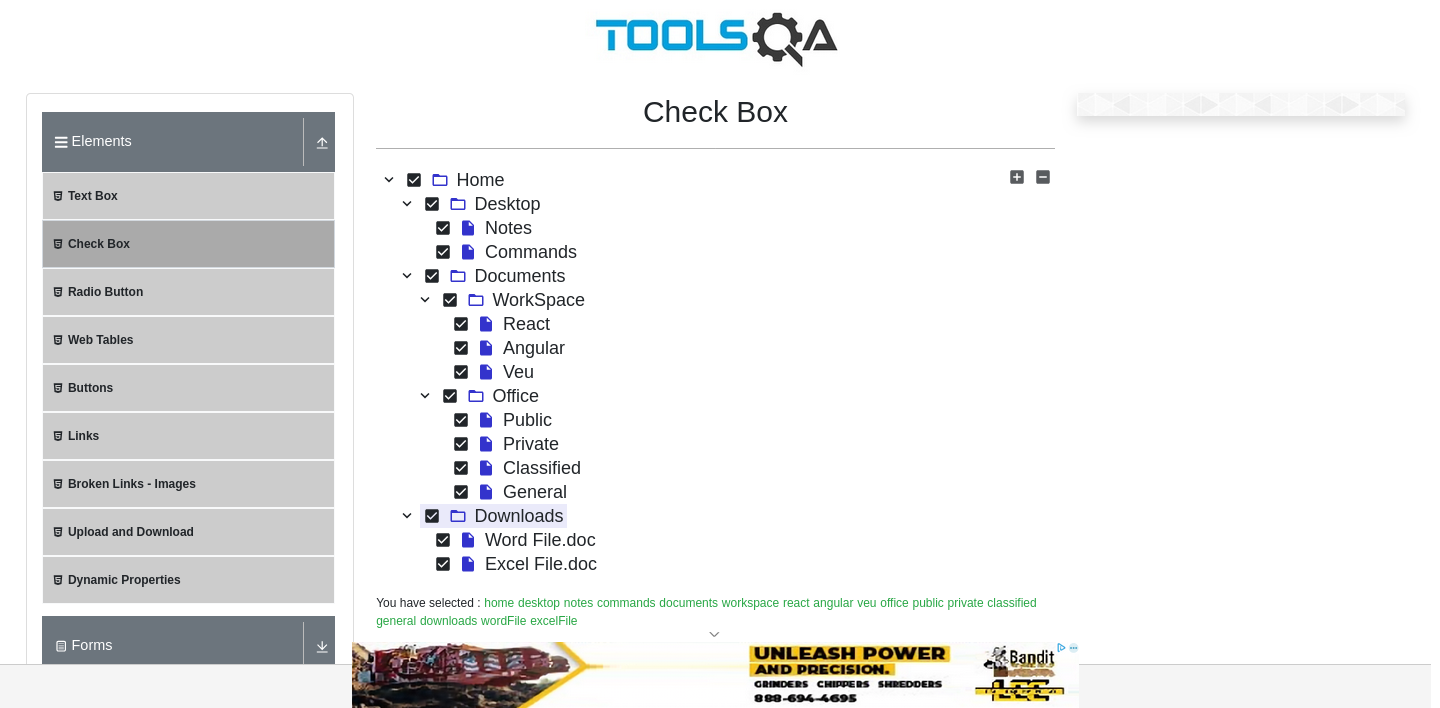 TOOLSQA
Elements
Text Box
Check Box
Radio Button
Web Tables
Buttons
Links
Broken Links - Images
Upload and Download
Dynamic Properties
Forms
Check Box
Home
Desktop
Notes
Commands
Documents
WorkSpace
React
Angular
Veu
Office
Public
Private
Classified
General
Downloads
Word File.doc
Excel File.doc
You have selected : home desktop notes commands documents workspace react angular veu office public private classified
general downloads wordFile excelFile
UNLEASH POWER
AND PRECISION.
GRINDERS CHIPPERS SHREDDERS
888-694-4695
Bandit